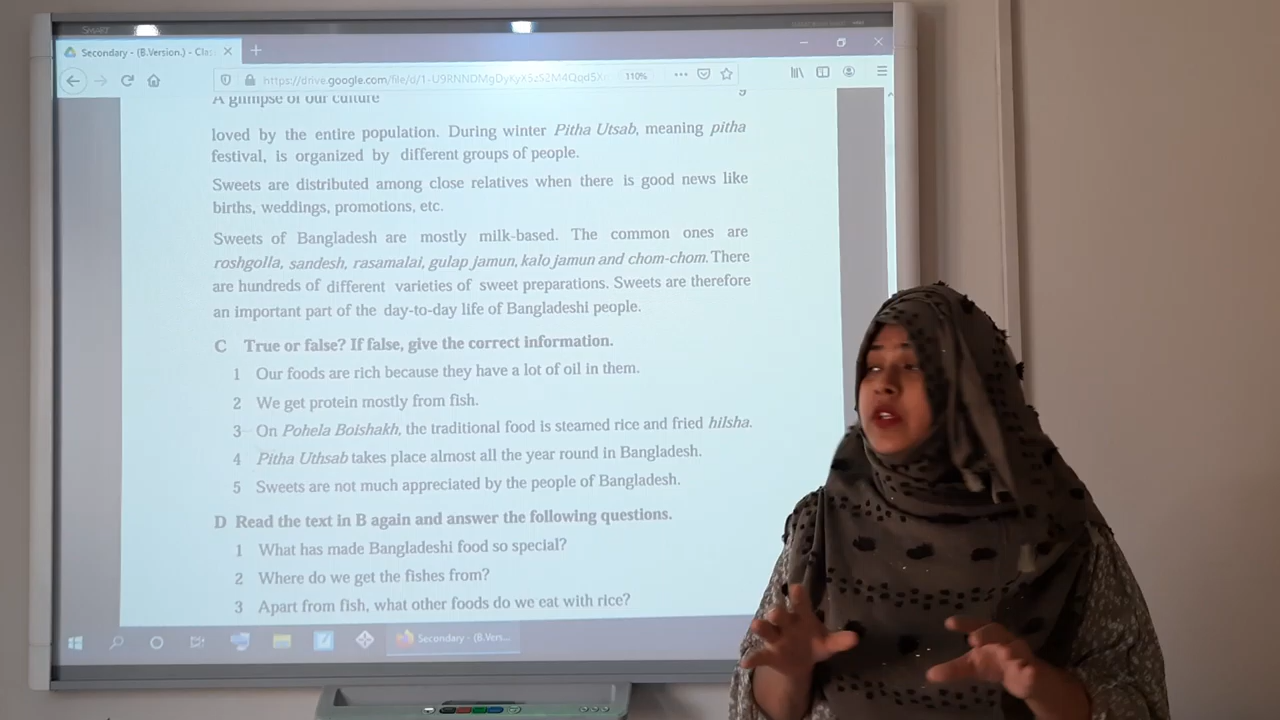 SMART
Secondary - (B.Version.) - Clas
https://drive.google.com/file/d/1-U9RNNDMgDyKyX5zS2M4QqdSX
110%
A glimpse of our culture
loved by the entire population. During winter Pitha Utsab, meaning pitha
festival, is organized by different groups of people.
Sweets are distributed among close relatives when there is good news like
births, weddings, promotions, etc.
Sweets of Bangladesh are mostly milk-based. The common ones are
roshgolla, sandesh, rasamalai, gulap jamun, kalo jamun and chom-chom. There
are hundreds of different varieties of sweet preparations. Sweets are therefore
an important part of the day-to-day life of Bangladeshi people.
C True or false? If false, give the correct information.
1 Our foods are rich because they have a lot of oil in them.
2 We get protein mostly from fish.
3 On Pohela Boishakh, the traditional food is steamed rice and fried hilsha.
4 Pitha Uthsab takes place almost all the year round in Bangladesh.
5 Sweets are not much appreciated by the people of Bangladesh.
D Read the text in B again and answer the following questions.
1 What has made Bangladeshi food so special?
2 Where do we get the fishes from?
3 Apart from fish, what other foods do we eat with rice?
Secondary - (B.Vers...